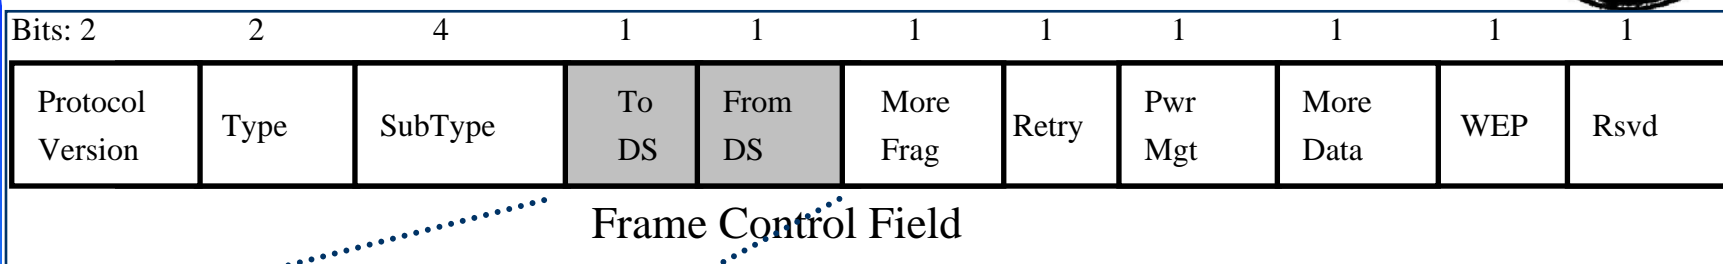 Bits: 2 2 4 1 1 1 1 1 1 1 1
Protocol Version Type SubType To DS From DS More Frag Retry Pwr Mgt More Data WEP Rsvd
Frame Control Field